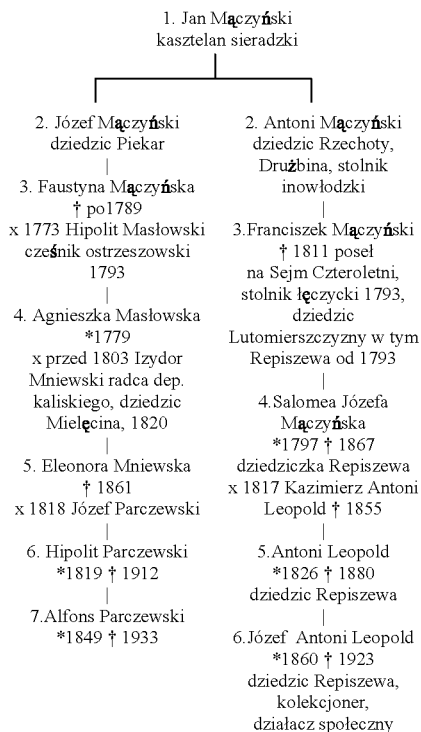 1. Jan Mączyński
kasztelan sieradzki
2. Józef Mączyński
dziedzic Piekar
3. Faustyna Mączyńska
† po1789
x 1773 Hipolit Masłowski
cześnik ostrzeszowski
1793
4. Agnieszka Masłowska
*1779
x przed 1803 Izydor
Mniewski radca dep.
kaliskiego, dziedzic
Mielęcina, 1820
5. Eleonora Mniewska
† 1861
x 1818 Józef Parczewski
6. Hipolit Parczewski
*1819 † 1912
7.Alfons Parczewski
*1849 † 1933
2. Antoni Mączyński
dziedzic Rzechoty,
Drużbina, stolnik
inowłodzki
3.Franciszek Mączyński
† 1811 poseł
na Sejm Czteroletni,
stolnik łęczycki 1793,
dziedzic
Lutomierszczyzny w tym
Repiszewa od 1793
4.Salomea Józefa
Mączyńska
*1797 † 1867
dziedziczka Repiszewa
x 1817 Kazimierz Antoni
Leopold † 1855
5.Antoni Leopold
*1826 † 1880
dziedzic Repiszewa
6.Józef Antoni Leopold
*1860 † 1923
dziedzic Repiszewa,
kolekcjoner,
działacz społeczny